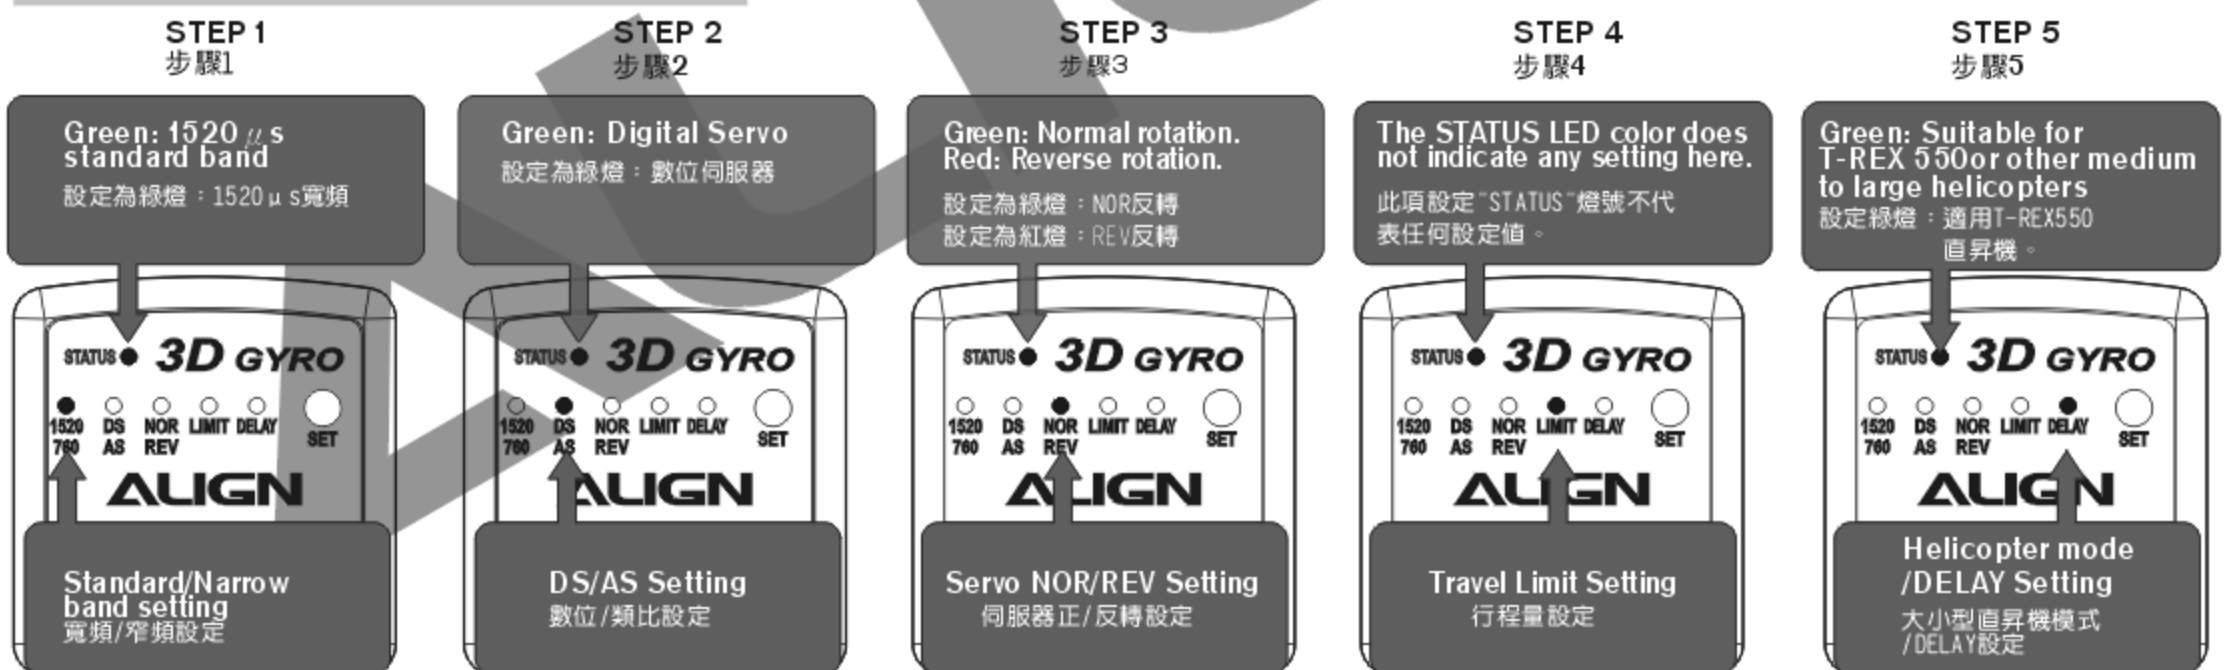 STEP 1
步驟1
Green: 1520 μs
standard band
設定為綠燈：1520μs寬頻
STATUS 3D GYRO
1520 DS NOR LIMIT DELAY
760 AS REV SET
ALIGN
Standard/Narrow
band setting
寬頻/窄頻設定
STEP 2
步驟2
Green: Digital Servo
設定為綠燈：數位伺服器
STATUS 3D GYRO
1520 DS NOR LIMIT DELAY
760 AS REV SET
ALIGN
DS/AS Setting
數位/類比設定
STEP 3
步驟3
Green: Normal rotation.
Red: Reverse rotation.
設定為綠燈：NOR反轉
設定為紅燈：REV反轉
STATUS 3D GYRO
1520 DS NOR LIMIT DELAY
760 AS REV SET
ALIGN
Servo NOR/REV Setting
伺服器正/反轉設定
STEP 4
步驟4
The STATUS LED color does
not indicate any setting here.
此項設定"STATUS"燈號不代
表任何設定值。
STATUS 3D GYRO
1520 DS NOR LIMIT DELAY
760 AS REV SET
ALIGN
Travel Limit Setting
行程量設定
STEP 5
步驟5
Green: Suitable for
T-REX 550or other medium
to large helicopters
設定綠燈：適用T-REX550
直昇機。
STATUS 3D GYRO
1520 DS NOR LIMIT DELAY
760 AS REV SET
ALIGN
Helicopter mode
/DELAY Setting
大小型直昇機模式
/DELAY設定